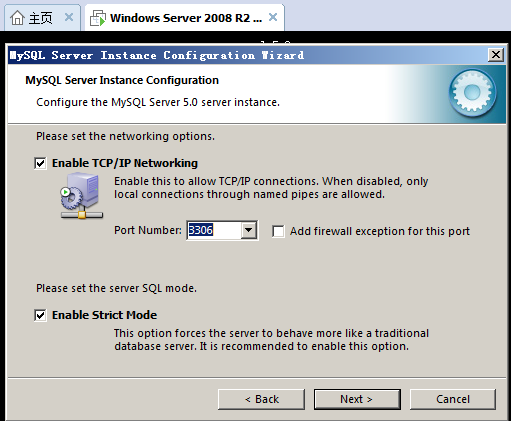 主页
Windows Server 2008 R2 ...
MySQL Server Instance Configuration Wizard
MySQL Server Instance Configuration
Configure the MySQL Server 5.0 server instance.
Please set the networking options.
Enable TCP/IP Networking
Enable this to allow TCP/IP connections. When disabled, only
local connections through named pipes are allowed.
Port Number: 3306 Add firewall exception for this port
Please set the server SQL mode.
Enable Strict Mode
This option forces the server to behave more like a traditional
database server. It is recommended to enable this option.
< Back Next > Cancel